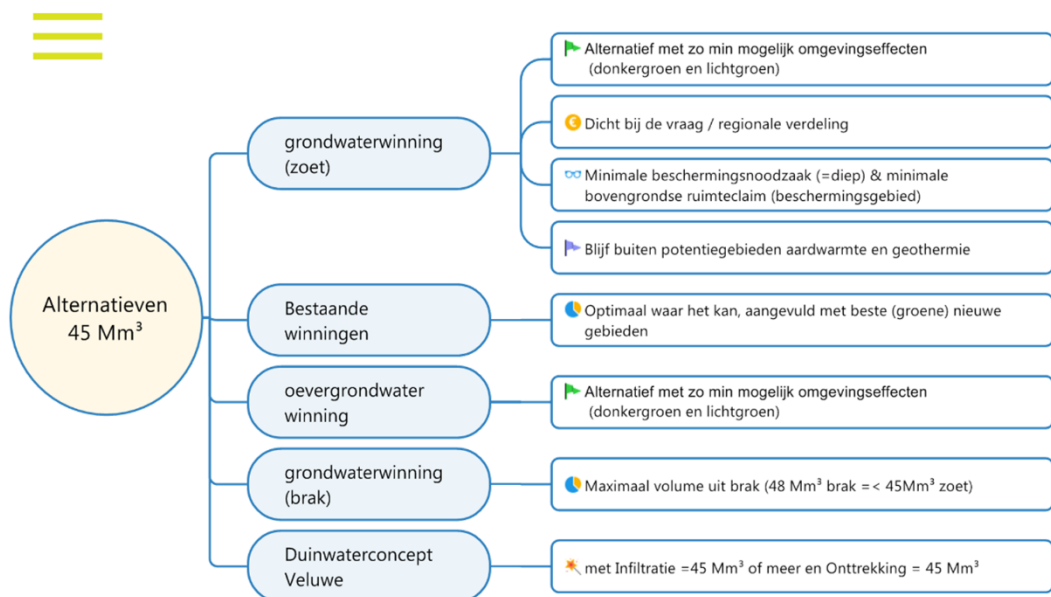 Alternatieven
45 Mm³
grondwaterwinning
(zoet)
Alternatief met zo min mogelijk omgevingseffecten
(donkergroen en lichtgroen)
Dicht bij de vraag / regionale verdeling
Minimale beschermingsnoodzaak (=diep) & minimale
bovengrondse ruimteclaim (beschermingsgebied)
Blijf buiten potentiegebieden aardwarmte en geothermie
Bestaande
winningen
Optimaal waar het kan, aangevuld met beste (groene) nieuwe
gebieden
oevergrondwater
winning
Alternatief met zo min mogelijk omgevingseffecten
(donkergroen en lichtgroen)
grondwaterwinning
(brak)
Maximaal volume uit brak (48 Mm³ brak =< 45Mm³ zoet)
Duinwaterconcept
Veluwe
met Infiltratie =45 Mm³ of meer en Onttrekking = 45 Mm³